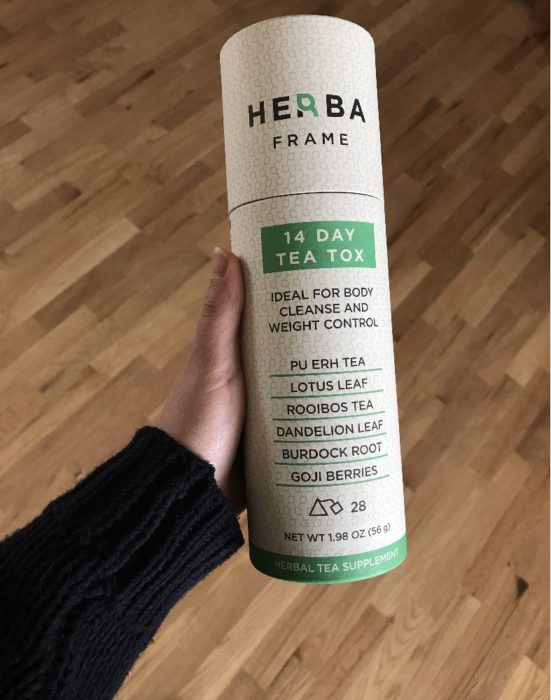 HERBA
FRAME
14 DAY
TEA TOX
IDEAL FOR BODY
CLEANSE AND
WEIGHT CONTROL
PU ERH TEA
LOTUS LEAF
ROOIBOS TEA
DANDELION LEAF
BURDOCK ROOT
GOJI BERRIES
28
NET WT 1.98 OZ (56 g)
HERBAL TEA SUPPLEMENT